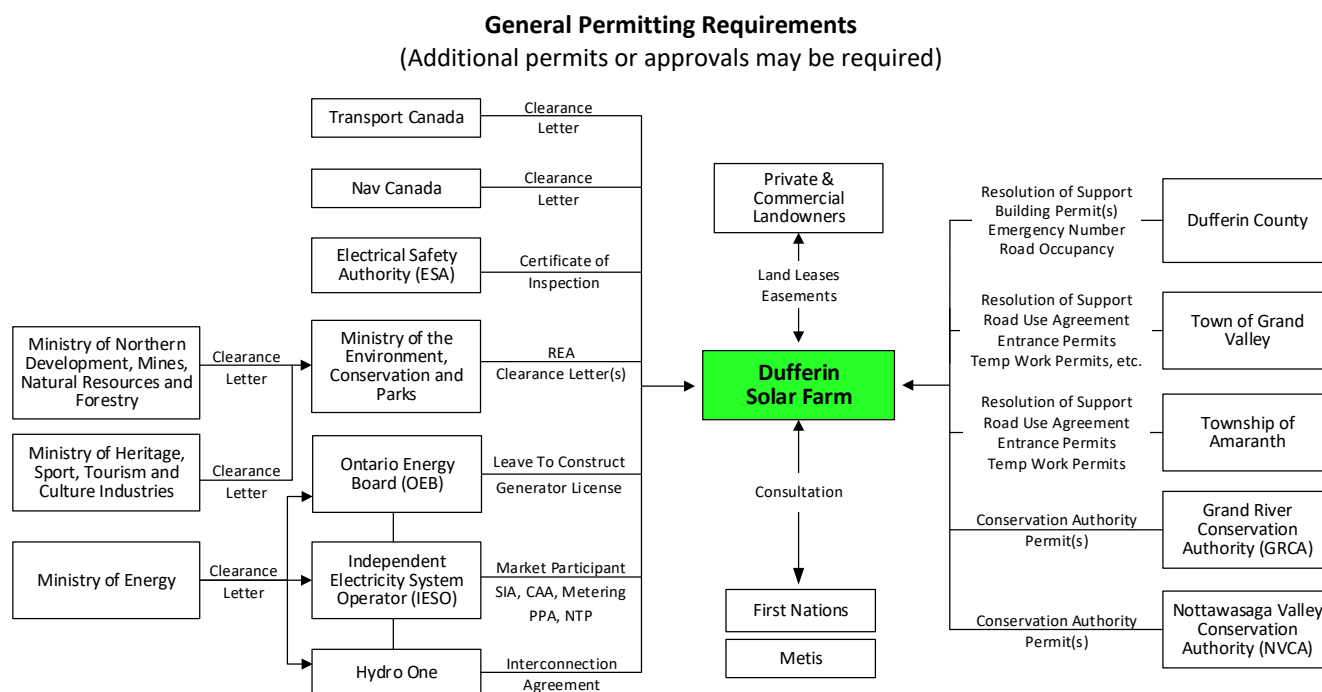 General Permitting Requirements
(Additional permits or approvals may be required)
Transport Canada
Clearance
Letter
Nav Canada
Clearance
Letter
Electrical Safety
Authority (ESA)
Certificate of
Inspection
Ministry of Northern
Development, Mines,
Natural Resources and
Forestry
Clearance
Letter
Ministry of the
Environment,
Conservation and
Parks
REA
Clearance Letter(s)
Ministry of Heritage,
Sport, Tourism and
Culture Industries
Clearance
Letter
Ontario Energy
Board (OEB)
Leave To Construct
Generator License
Ministry of Energy
Clearance
Letter
Independent
Electricity System
Operator (IESO)
Market Participant
SIA, CAA, Metering
PPA, NTP
Hydro One
Interconnection
Agreement
Private &
Commercial
Landowners
Land Leases
Easements
Dufferin
Solar Farm
Consultation
First Nations
Metis
Resolution of Support
Building Permit(s)
Emergency Number
Road Occupancy
Dufferin County
Resolution of Support
Road Use Agreement
Entrance Permits
Temp Work Permits, etc.
Town of Grand
Valley
Resolution of Support
Road Use Agreement
Entrance Permits
Temp Work Permits
Township of
Amaranth
Conservation Authority
Permit(s)
Grand River
Conservation
Authority (GRCA)
Conservation Authority
Permit(s)
Nottawasaga Valley
Conservation
Authority (NVCA)